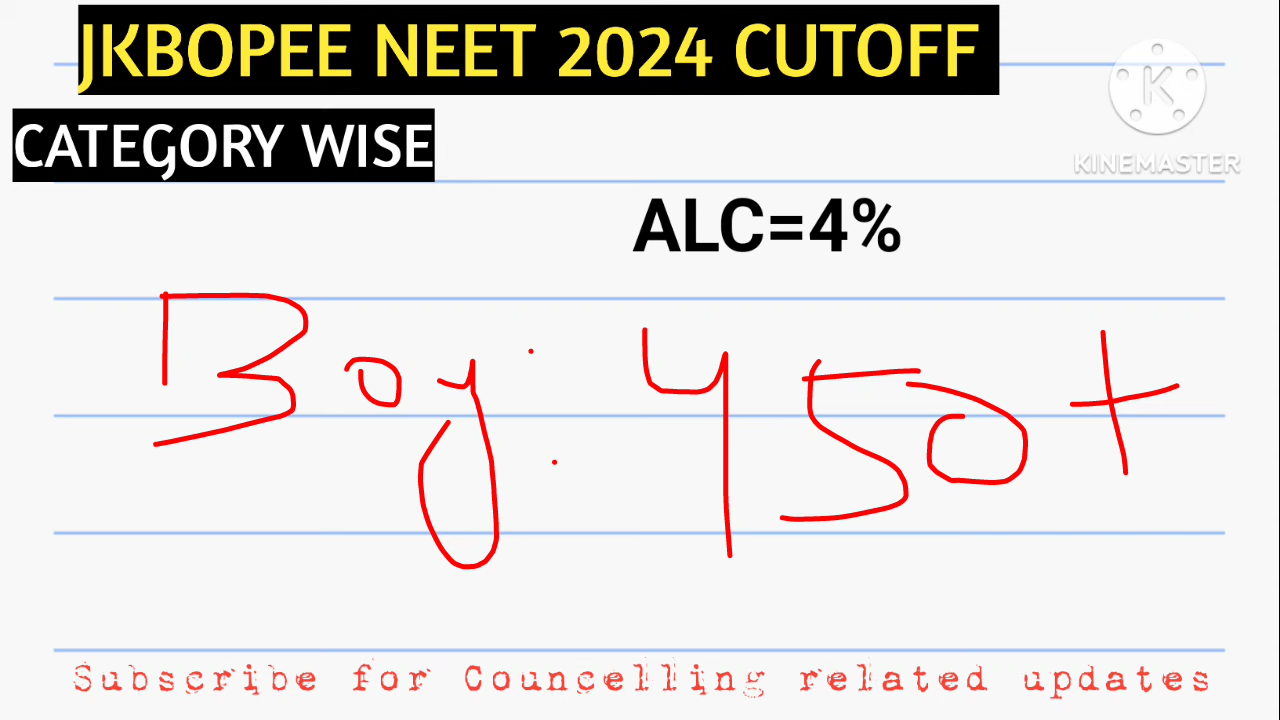 JKBOPEE NEET 2024 CUTOFF
CATEGORY WISE
K
KINEMASTER
ALC=4%
Boy: 450+
Subscribe for Councelling related updates